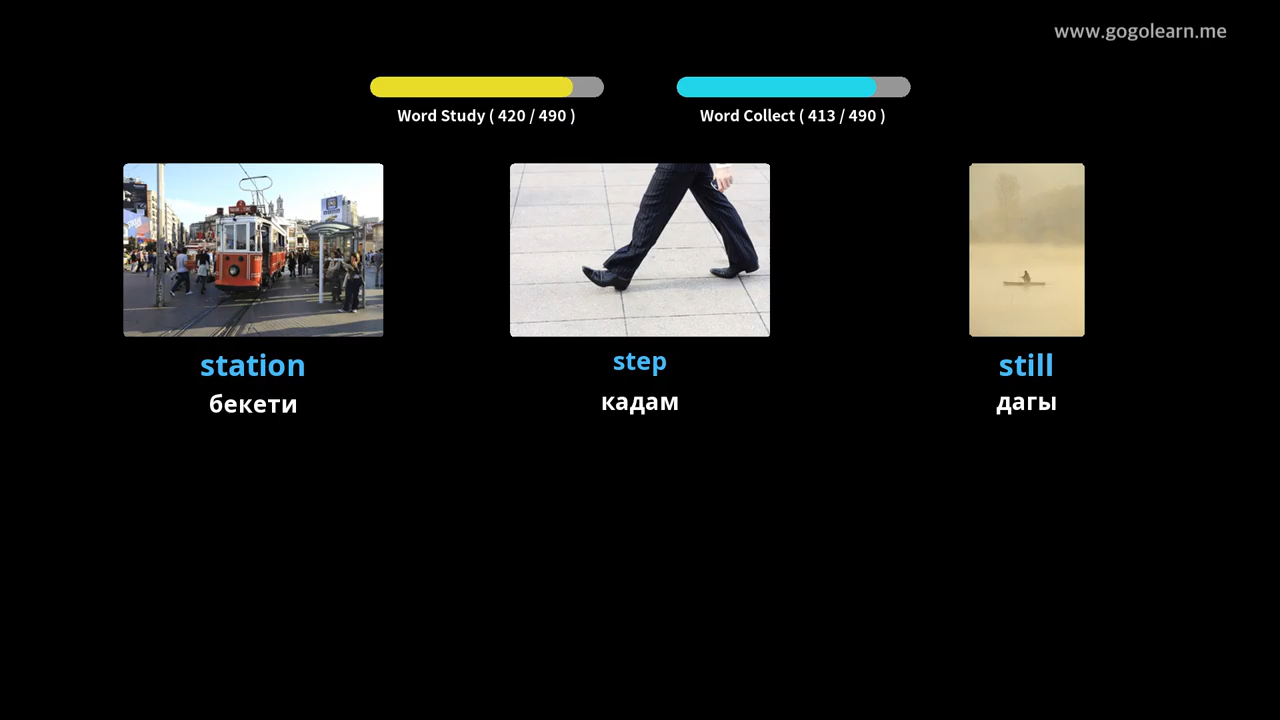 www.gogolearn.me
Word Study ( 420 / 490 )
Word Collect ( 413 / 490 )
station
step
still
бекети
кадам
дагы